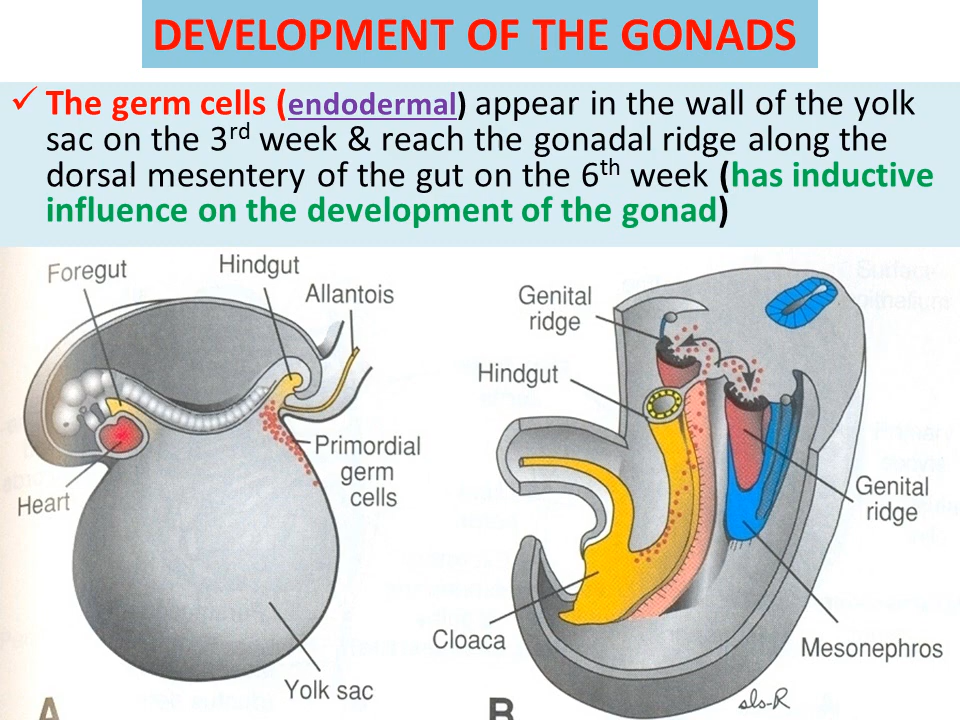 DEVELOPMENT OF THE GONADS
✓ The germ cells (endodermal) appear in the wall of the yolk
sac on the 3rd week & reach the gonadal ridge along the
dorsal mesentery of the gut on the 6th week (has inductive
influence on the development of the gonad)
Foregut
Hindgut
Allantois
Primordial
germ
cells
Heart
Yolk sac
A
Genital
ridge
Hindgut
Genital
ridge
Cloaca
Mesonephros
B
sls-R